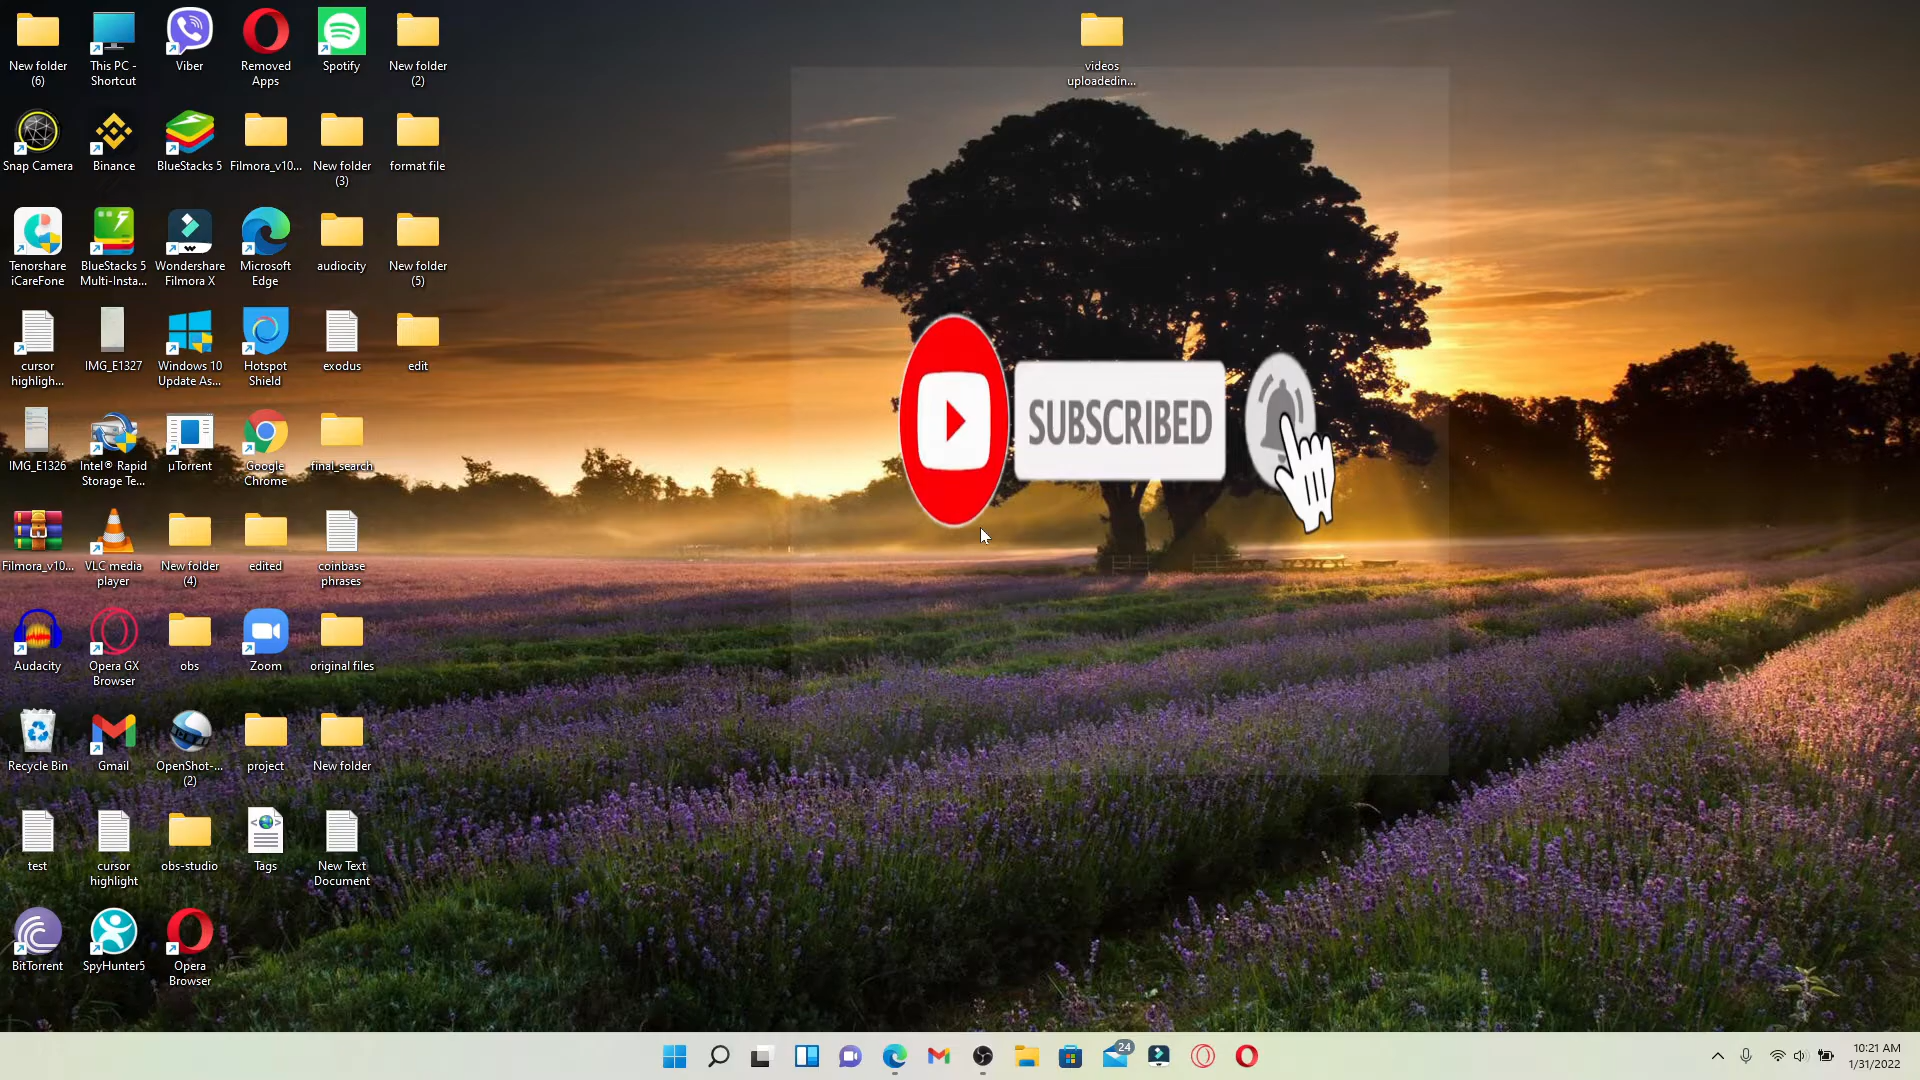 New folder
(6)
This PC -
Shortcut
Viber
Removed
Apps
Spotify
New folder
(2)
videos
uploadedin...
Snap Camera
Binance
BlueStacks 5
Filmora_v10...
New folder
(3)
format file
Tenorshare
iCareFone
BlueStacks 5
Multi-Insta...
Wondershare
Filmora X
Microsoft
Edge
audiocity
New folder
(5)
cursor
highligh...
IMG_E1327
Windows 10
Update As...
Hotspot
Shield
exodus
edit
SUBSCRIBED
IMG_E1326
Intel® Rapid
Storage Te...
µTorrent
Google
Chrome
final_search
Filmora_v10...
VLC media
player
New folder
(4)
edited
coinbase
phrases
Audacity
Opera GX
Browser
obs
Zoom
original files
Recycle Bin
Gmail
OpenShot-...
(2)
project
New folder
test
cursor
highlight
obs-studio
Tags
New Text
Document
BitTorrent
SpyHunter5
Opera
Browser
24
10:21 AM
1/31/2022